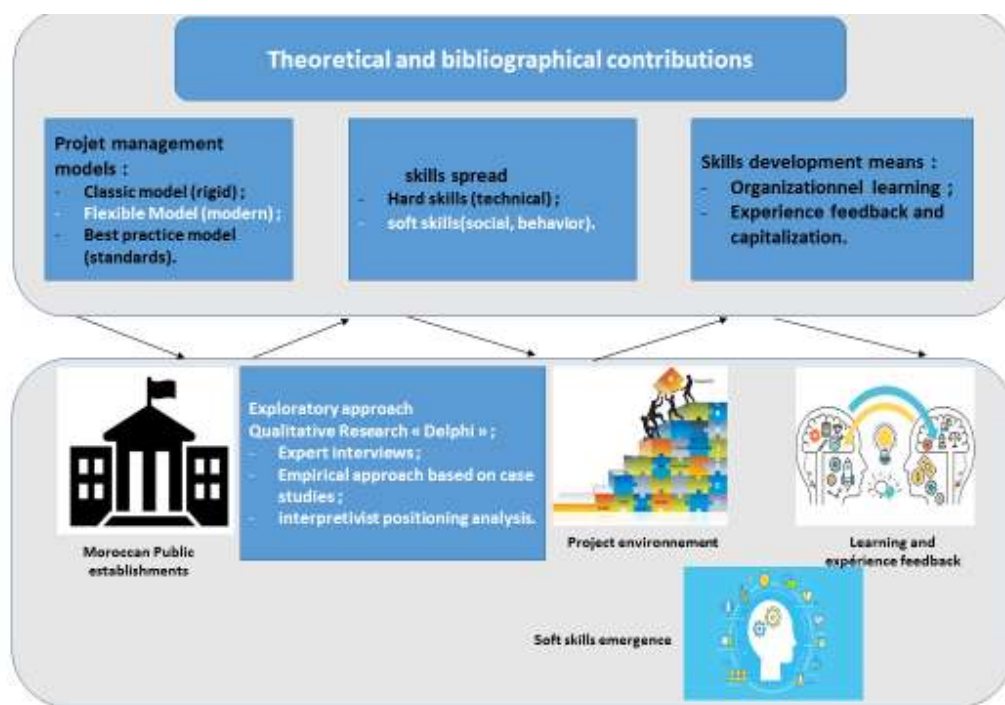 Theoretical and bibliographical contributions
Projet management
models :
- Classic model (rigid) ;
- Flexible Model (modern) ;
- Best practice model
(standards).
skills spread
- Hard skills (technical) ;
- soft skills(social, behavior).
Skills development means :
- Organizationnel learning ;
- Experience feedback and
capitalization.
Moroccan Public
establishments
Exploratory approach
Qualitative Research « Delphi » ;
- Expert interviews ;
- Empirical approach based on case
studies ;
- interpretivist positioning analysis.
Project environnement
Learning and
expérience feedback
Soft skills emergence